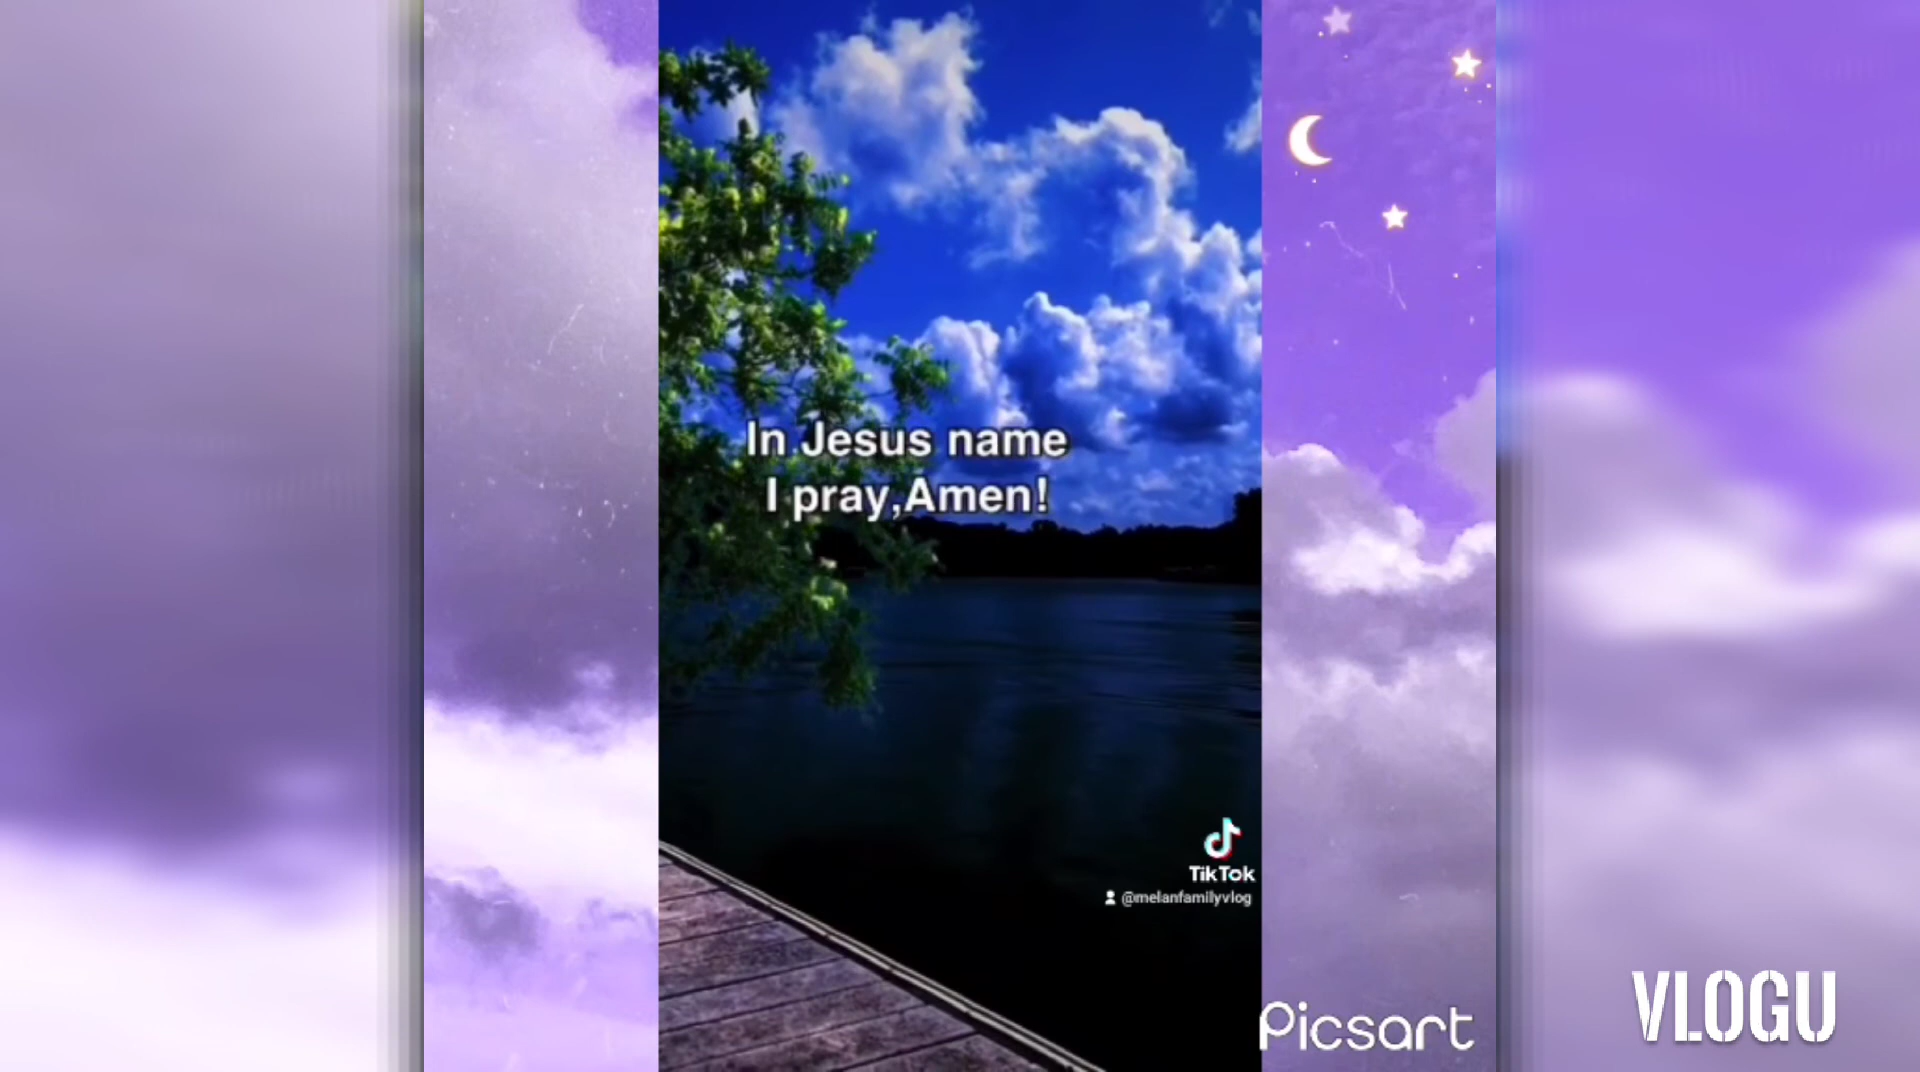 In Jesus name
I pray,Amen!
TikTok
@melanfamilyvlog
Picsart
VLOGU